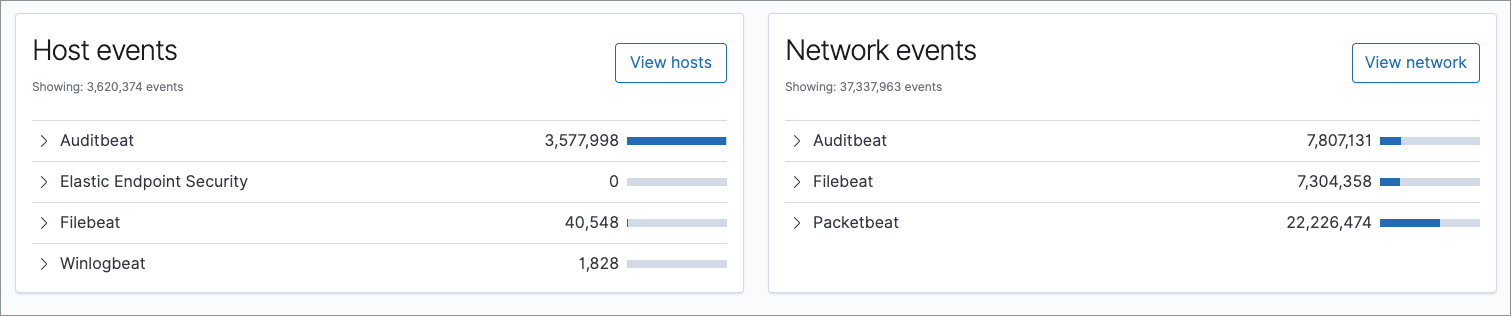 Host events
View hosts
Showing: 3,620,374 events
Auditbeat 3,577,998
Elastic Endpoint Security 0
Filebeat 40,548
Winlogbeat 1,828
Network events
View network
Showing: 37,337,963 events
Auditbeat 7,807,131
Filebeat 7,304,358
Packetbeat 22,226,474